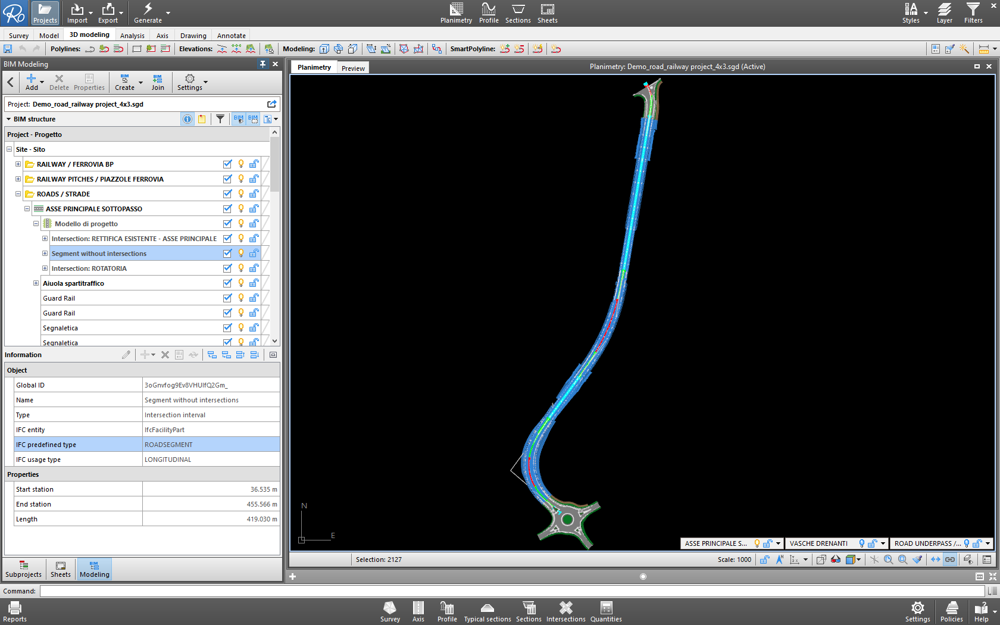 Ro
Projects
Import
Export
Generate
Planimetry
Profile
Sections
Sheets
Styles
Layer
Filters
Survey
Model
3D modeling
Analysis
Axis
Drawing
Annotate
Polylines:
Elevations:
Modeling:
SmartPolyline:
BIM Modeling
Add
Delete
Properties
BIM
Create
BIM
Join
Settings
Project: Demo_road_railway project_4x3.sgd
BIM structure
BIM
BIM
Project - Progetto
Site - Sito
RAILWAY / FERROVIA BP
RAILWAY PITCHES / PIAZZOLE FERROVIA
ROADS / STRADE
ASSE PRINCIPALE SOTTOPASSO
Modello di progetto
Intersection: RETTIFICA ESISTENTE - ASSE PRINCIPALE
Segment without intersections
Intersection: ROTATORIA
Aiuola spartitraffico
Guard Rail
Guard Rail
Segnaletica
Segnaletica
Information
Object
Global ID 3oGnvfog9Ev8VHUIfQ2Gm_
Name Segment without intersections
Type Intersection interval
IFC entity IfcFacilityPart
IFC predefined type ROADSEGMENT
IFC usage type LONGITUDINAL
Properties
Start station 36.535 m
End station 455.566 m
Length 419.030 m
Subprojects
Sheets
BIM
Modeling
Planimetry
Preview
Planimetry: Demo_road_railway project_4x3.sgd (Active)
N
E
ASSE PRINCIPALE S...
VASCHE DRENANTI
ROAD UNDERPASS /...
Selection: 2127
Scale: 1000
Command:
Reports
Survey
Axis
Profile
Typical sections
Sections
Intersections
Quantities
Settings
Policies
Help